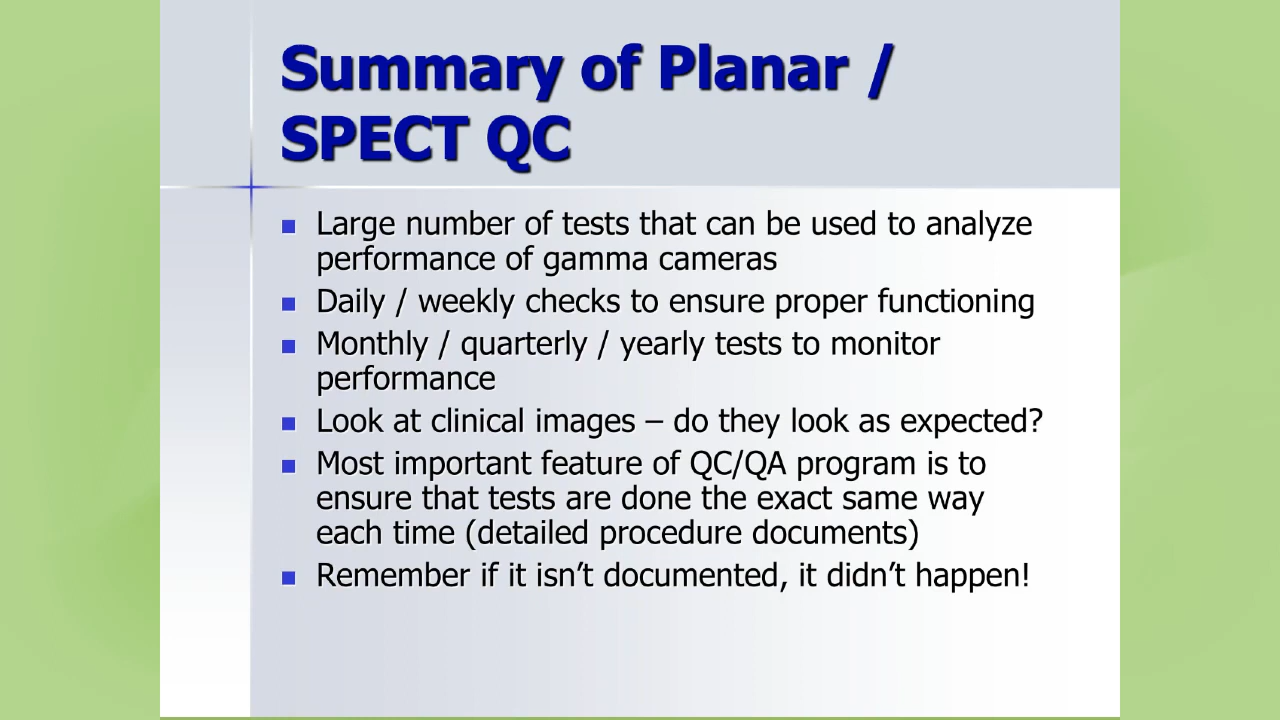 Summary of Planar /
SPECT QC
Large number of tests that can be used to analyze
performance of gamma cameras
Daily / weekly checks to ensure proper functioning
Monthly / quarterly / yearly tests to monitor
performance
Look at clinical images – do they look as expected?
Most important feature of QC/QA program is to
ensure that tests are done the exact same way
each time (detailed procedure documents)
Remember if it isn’t documented, it didn’t happen!